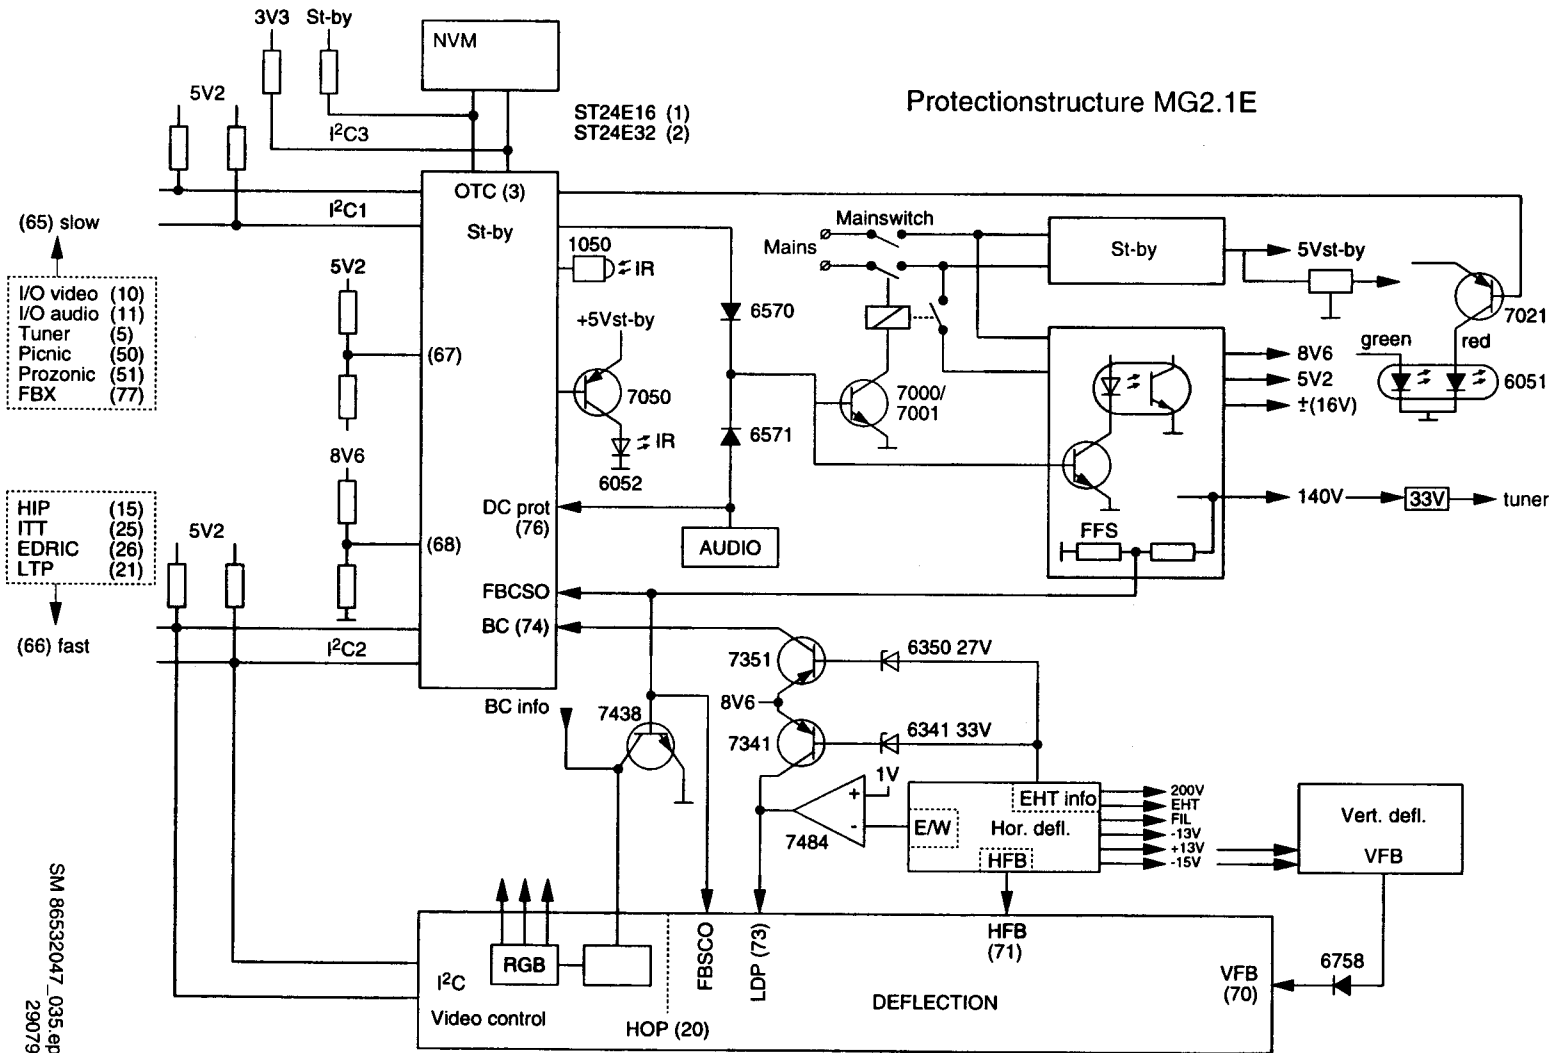 Protectionstructure MG2.1E
3V3
St-by
NVM
5V2
ST24E16 (1)
ST24E32 (2)
I²C3
OTC (3)
I²C1
St-by
(65) slow
I/O video (10)
I/O audio (11)
Tuner (5)
Picnic (50)
Prozonic (51)
FBX (77)
5V2
(67)
8V6
(68)
1050
IR
+5Vst-by
7050
IR
6052
6570
6571
DC prot
(76)
AUDIO
FBCSO
BC (74)
Mainswitch
Mains
7000/
7001
St-by
5Vst-by
7021
green
red
6051
8V6
5V2
±(16V)
140V
33V
tuner
FFS
HIP (15)
ITT (25)
EDRIC (26)
LTP (21)
(66) fast
5V2
I²C2
BC info
7438
7351
6350 27V
8V6
7341
6341 33V
1V
+
-
7484
E/W
EHT info
Hor. defl.
HFB
200V
EHT
FIL
-13V
+13V
-15V
Vert. defl.
VFB
6758
RGB
I²C
Video control
HOP (20)
FBSCO
LDP (73)
HFB
(71)
DEFLECTION
VFB
(70)
SM 86532047_035.ep
29079